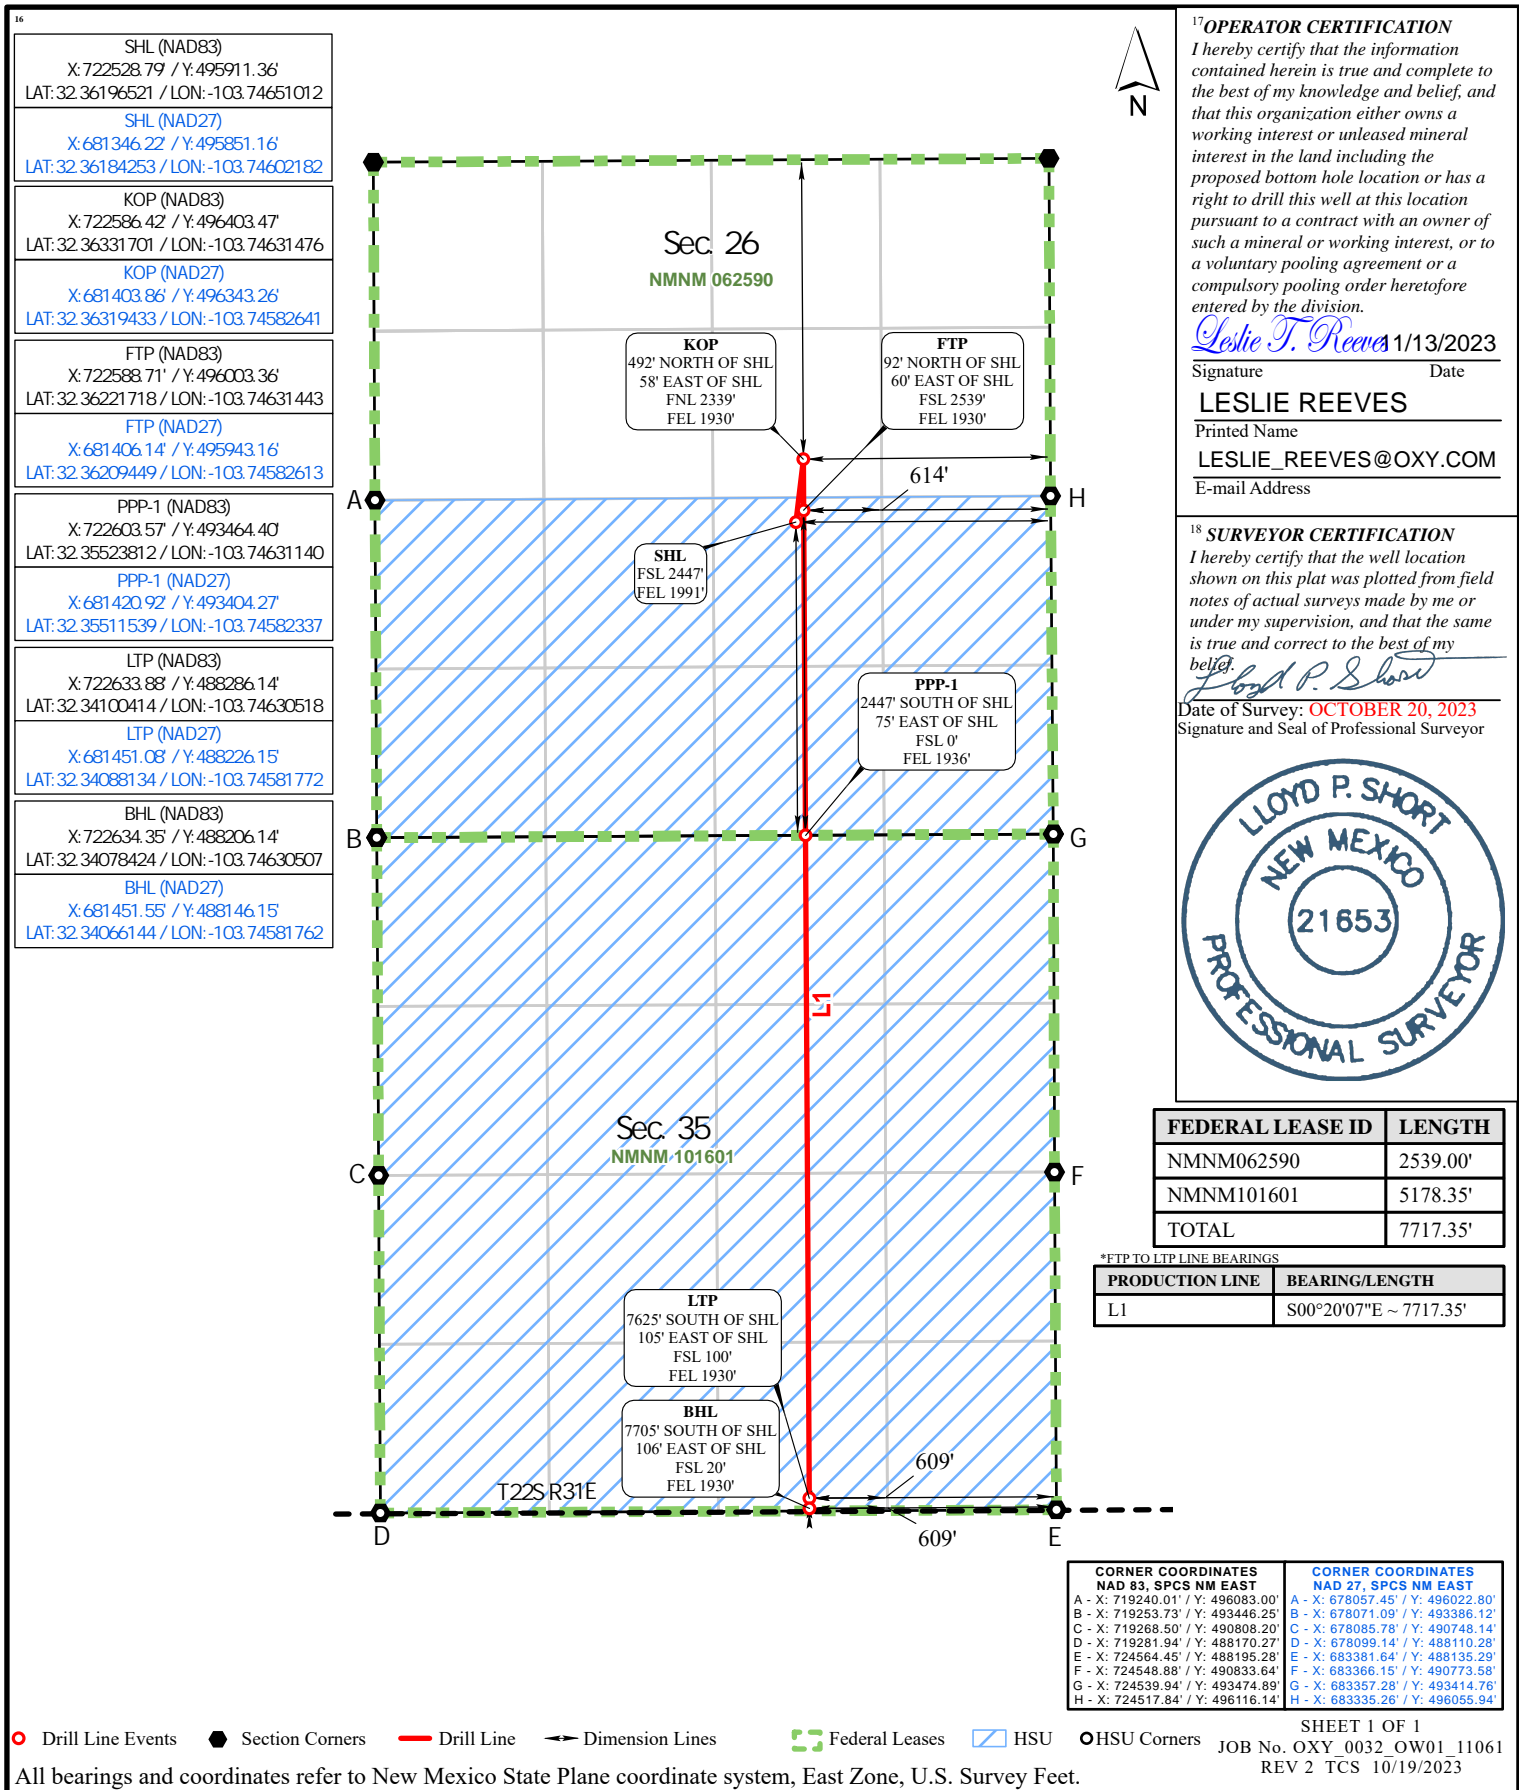 16
SHL (NAD83)
X:722528.79' / Y:495911.36'
LAT:32.36196521 / LON:-103.74651012
SHL (NAD27)
X:681346.22' / Y:495851.16'
LAT:32.36184253 / LON:-103.74602182
KOP (NAD83)
X:722586.42' / Y:496403.47'
LAT:32.36331701 / LON:-103.74631476
KOP (NAD27)
X:681403.86' / Y:496343.26'
LAT:32.36319433 / LON:-103.74582641
FTP (NAD83)
X:722588.71' / Y:496003.36'
LAT:32.36221718 / LON:-103.74631443
FTP (NAD27)
X:681406.14' / Y:495943.16'
LAT:32.36209449 / LON:-103.74582613
PPP-1 (NAD83)
X:722603.57' / Y:493464.40'
LAT:32.35523812 / LON:-103.74631140
PPP-1 (NAD27)
X:681420.92' / Y:493404.27'
LAT:32.35511539 / LON:-103.74582337
LTP (NAD83)
X:722633.88' / Y:488286.14'
LAT:32.34100414 / LON:-103.74630518
LTP (NAD27)
X:681451.08' / Y:488226.15'
LAT:32.34088134 / LON:-103.74581772
BHL (NAD83)
X:722634.35' / Y:488206.14'
LAT:32.34078424 / LON:-103.74630507
BHL (NAD27)
X:681451.55' / Y:488146.15'
LAT:32.34066144 / LON:-103.74581762
N
Sec. 26
NMNM 062590
KOP
492' NORTH OF SHL
58' EAST OF SHL
FNL 2339'
FEL 1930'
FTP
92' NORTH OF SHL
60' EAST OF SHL
FSL 2539'
FEL 1930'
614'
A
H
SHL
FSL 2447'
FEL 1991'
PPP-1
2447' SOUTH OF SHL
75' EAST OF SHL
FSL 0'
FEL 1936'
B
G
L1
Sec. 35
NMNM 101601
C
F
LTP
7625' SOUTH OF SHL
105' EAST OF SHL
FSL 100'
FEL 1930'
BHL
7705' SOUTH OF SHL
106' EAST OF SHL
FSL 20'
FEL 1930'
609'
T22S R31E
609'
D
E
17 OPERATOR CERTIFICATION
I hereby certify that the information
contained herein is true and complete to
the best of my knowledge and belief, and
that this organization either owns a
working interest or unleased mineral
interest in the land including the
proposed bottom hole location or has a
right to drill this well at this location
pursuant to a contract with an owner of
such a mineral or working interest, or to
a voluntary pooling agreement or a
compulsory pooling order heretofore
entered by the division.
Leslie T. Reeves 11/13/2023
Signature Date
LESLIE REEVES
Printed Name
LESLIE_REEVES@OXY.COM
E-mail Address
18 SURVEYOR CERTIFICATION
I hereby certify that the well location
shown on this plat was plotted from field
notes of actual surveys made by me or
under my supervision, and that the same
is true and correct to the best of my
belief.
Lloyd P. Short
Date of Survey: OCTOBER 20, 2023
Signature and Seal of Professional Surveyor
LLOYD P. SHORT
NEW MEXICO
21653
PROFESSIONAL SURVEYOR
FEDERAL LEASE ID LENGTH
NMNM062590 2539.00'
NMNM101601 5178.35'
TOTAL 7717.35'
*FTP TO LTP LINE BEARINGS
PRODUCTION LINE BEARING/LENGTH
L1 S00°20'07"E ~ 7717.35'
CORNER COORDINATES
NAD 83, SPCS NM EAST
A - X: 719240.01' / Y: 496083.00'
B - X: 719253.73' / Y: 493446.25'
C - X: 719268.50' / Y: 490808.20'
D - X: 719281.94' / Y: 488170.27'
E - X: 724564.45' / Y: 488195.28'
F - X: 724548.88' / Y: 490833.64'
G - X: 724539.94' / Y: 493474.89'
H - X: 724517.84' / Y: 496116.14'
CORNER COORDINATES
NAD 27, SPCS NM EAST
A - X: 678057.45' / Y: 496022.80'
B - X: 678071.09' / Y: 493386.12'
C - X: 678085.78' / Y: 490748.14'
D - X: 678099.14' / Y: 488110.28'
E - X: 683381.64' / Y: 488135.29'
F - X: 683366.15' / Y: 490773.58'
G - X: 683357.28' / Y: 493414.76'
H - X: 683335.26' / Y: 496055.94'
Drill Line Events Section Corners Drill Line Dimension Lines Federal Leases HSU HSU Corners
All bearings and coordinates refer to New Mexico State Plane coordinate system, East Zone, U.S. Survey Feet.
SHEET 1 OF 1
JOB No. OXY_0032_OW01_11061
REV 2 TCS 10/19/2023